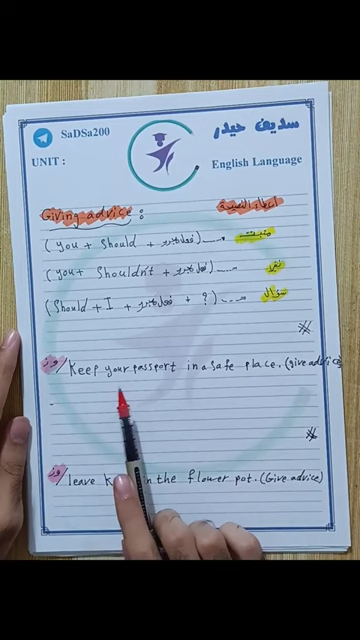 SaDSa200
سديف حيدر
UNIT :
English Language
Giving advice : اعطاء النصيحة
(you + should + فعل مجرد) ... مثبت
(you + shouldn't + فعل مجرد) ... نفي
(should + I + فعل مجرد + ?) ... سؤال
Keep your passport in a safe place. (give advice)
leave in the flower pot. (Give advice)